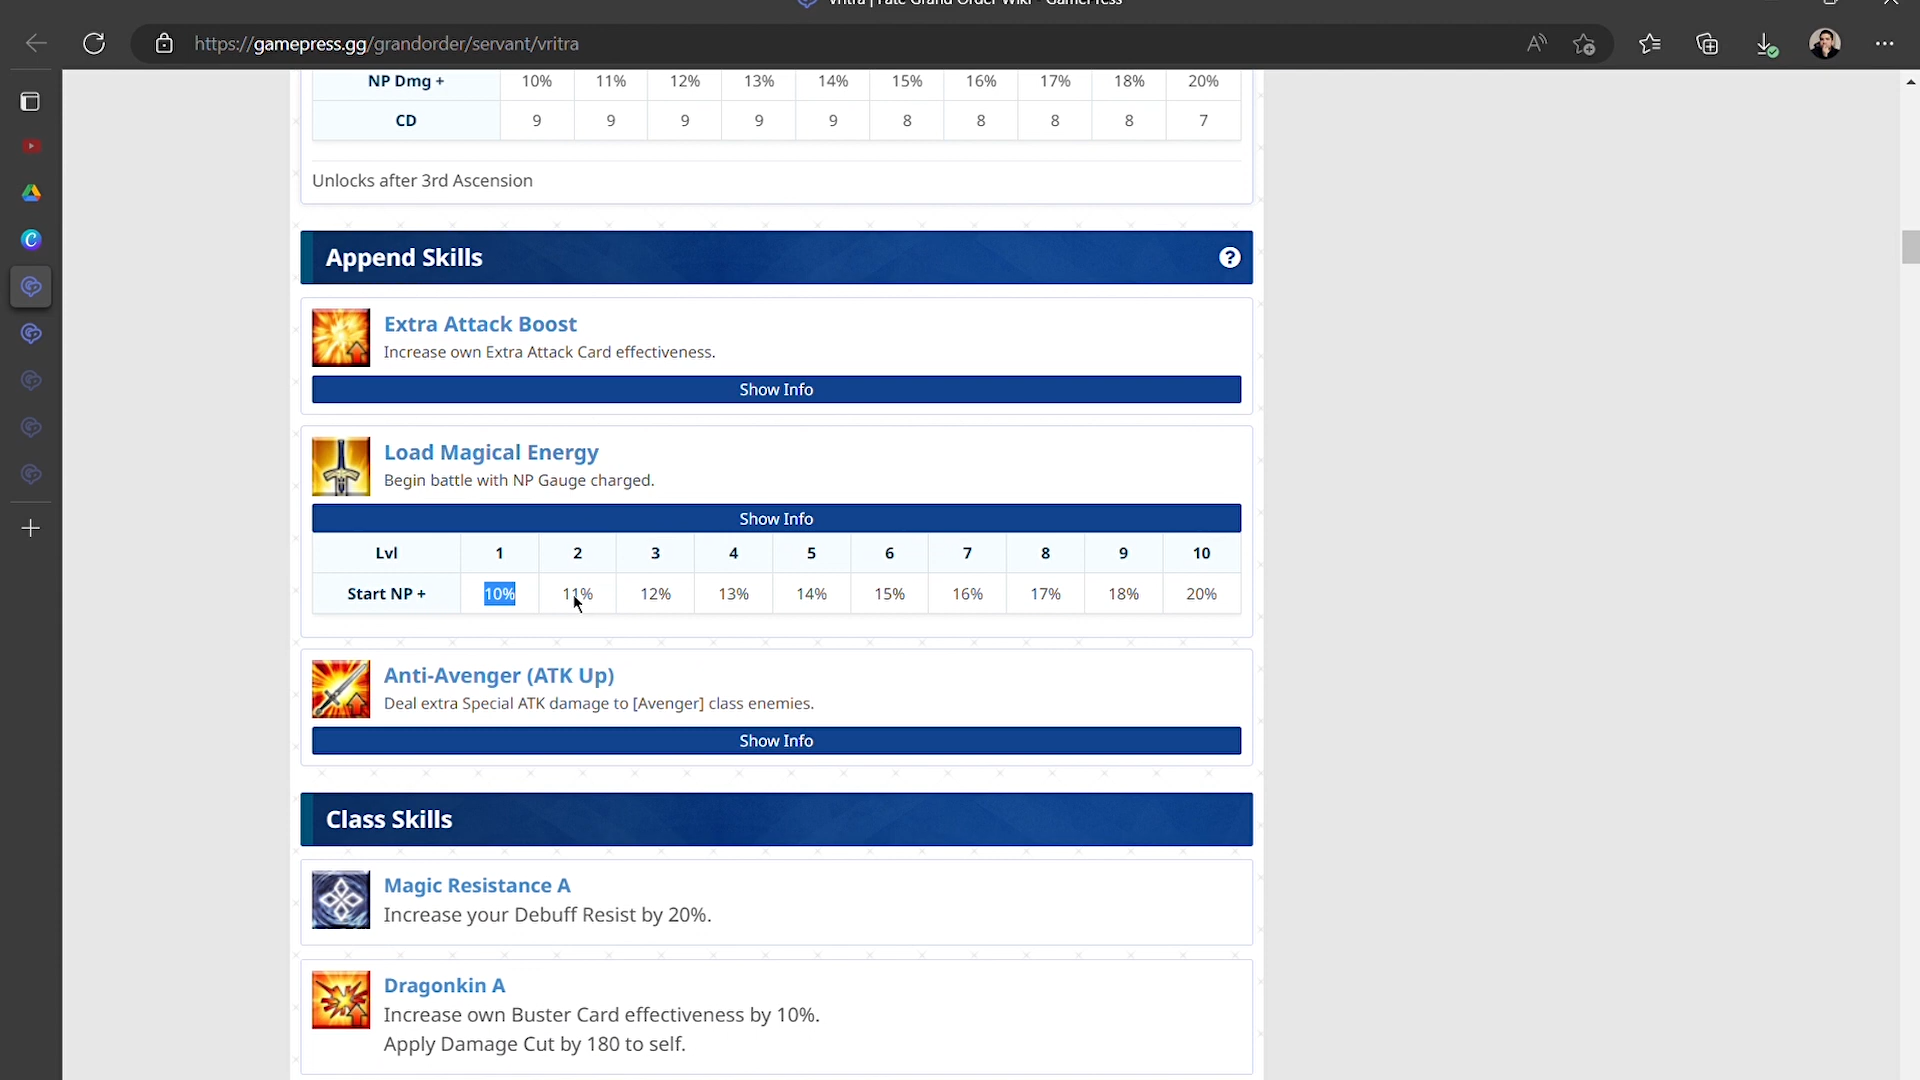 Vritra | Fate Grand Order Wiki - GamePress
https://gamepress.gg/grandorder/servant/vritra
NP Dmg + 10% 11% 12% 13% 14% 15% 16% 17% 18% 20%
CD 9 9 9 9 9 8 8 8 8 7
Unlocks after 3rd Ascension
Append Skills
Extra Attack Boost
Increase own Extra Attack Card effectiveness.
Show Info
Load Magical Energy
Begin battle with NP Gauge charged.
Show Info
Lvl 1 2 3 4 5 6 7 8 9 10
Start NP + 10% 11% 12% 13% 14% 15% 16% 17% 18% 20%
Anti-Avenger (ATK Up)
Deal extra Special ATK damage to [Avenger] class enemies.
Show Info
Class Skills
Magic Resistance A
Increase your Debuff Resist by 20%.
Dragonkin A
Increase own Buster Card effectiveness by 10%.
Apply Damage Cut by 180 to self.